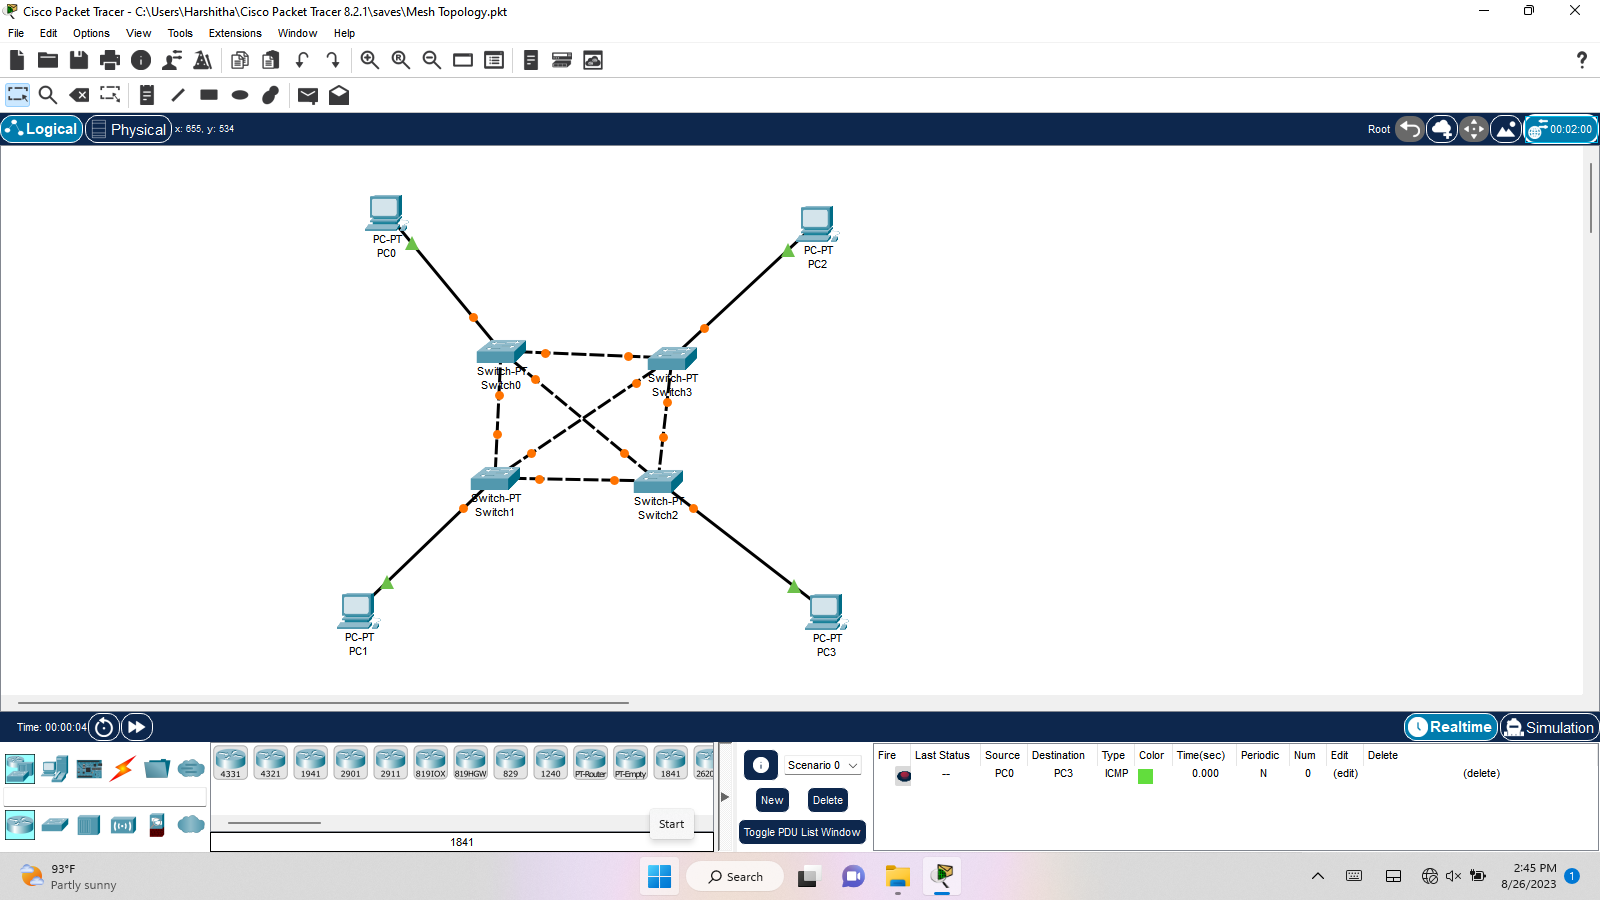 Cisco Packet Tracer - C:\Users\Harshitha\Cisco Packet Tracer 8.2.1\saves\Mesh Topology.pkt
File Edit Options View Tools Extensions Window Help
Logical Physical x: 655, y: 534 Root 00:02:00
PC-PT
PC0
PC-PT
PC2
Switch-PT
Switch0
Switch-PT
Switch3
Switch-PT
Switch1
Switch-PT
Switch2
PC-PT
PC1
PC-PT
PC3
Time: 00:00:04 Realtime Simulation
4331 4321 1941 2901 2911 819IOX 819HGW 829 1240 PT-Router PT-Empty 1841 2620
Start
1841
Scenario 0
New Delete
Toggle PDU List Window
Fire Last Status Source Destination Type Color Time(sec) Periodic Num Edit Delete
-- PC0 PC3 ICMP 0.000 N 0 (edit) (delete)
93°F
Partly sunny
Search
2:45 PM
8/26/2023
1